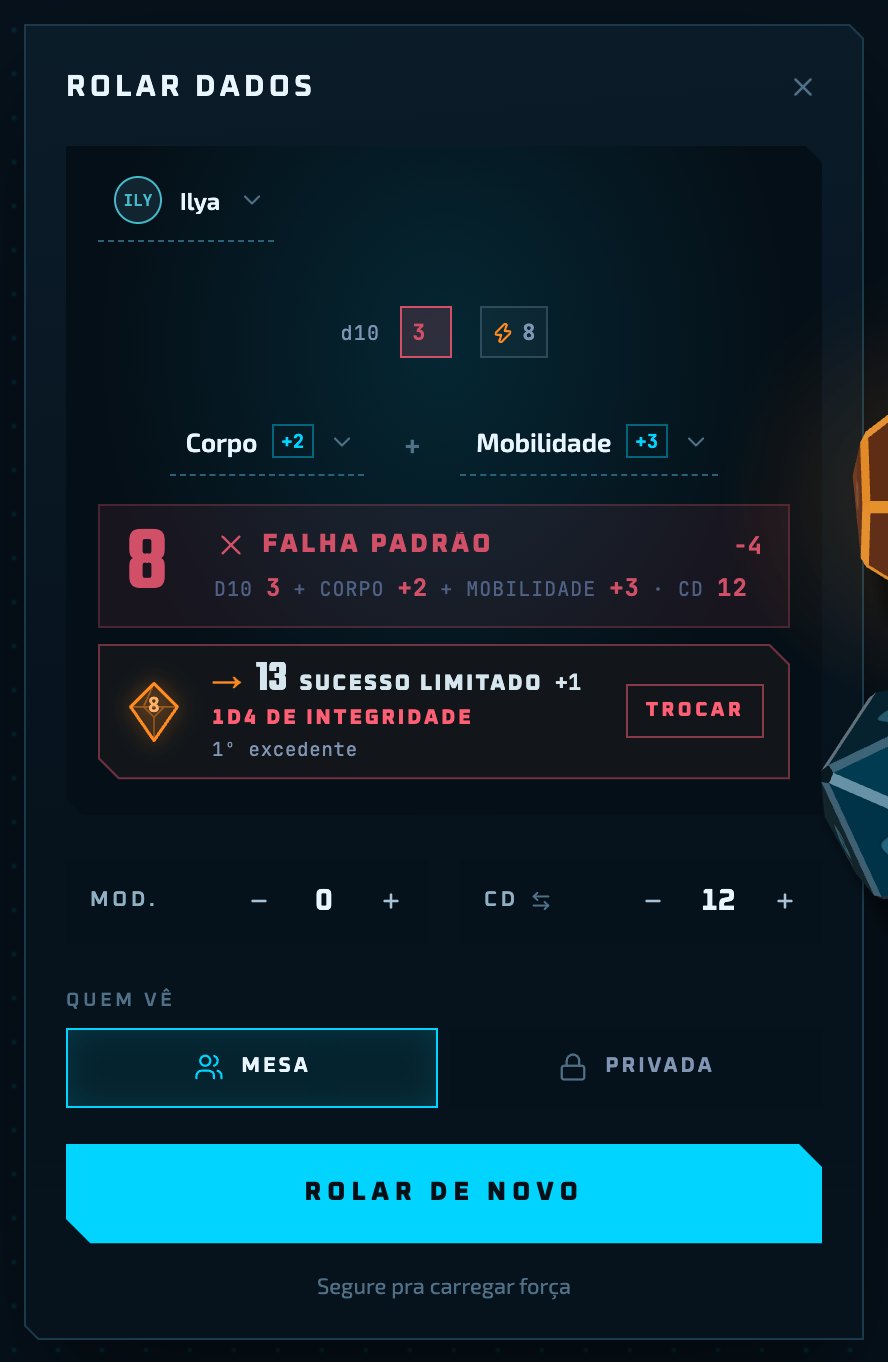 ROLAR DADOS
ILY Ilya
d10 3 8
Corpo +2 + Mobilidade +3
8 FALHA PADRÃO -4
D10 3 + CORPO +2 + MOBILIDADE +3 · CD 12
8 → 13 SUCESSO LIMITADO +1
1D4 DE INTEGRIDADE
1º excedente
TROCAR
MOD. − 0 + CD ⇆ − 12 +
QUEM VÊ
MESA PRIVADA
ROLAR DE NOVO
Segure pra carregar força